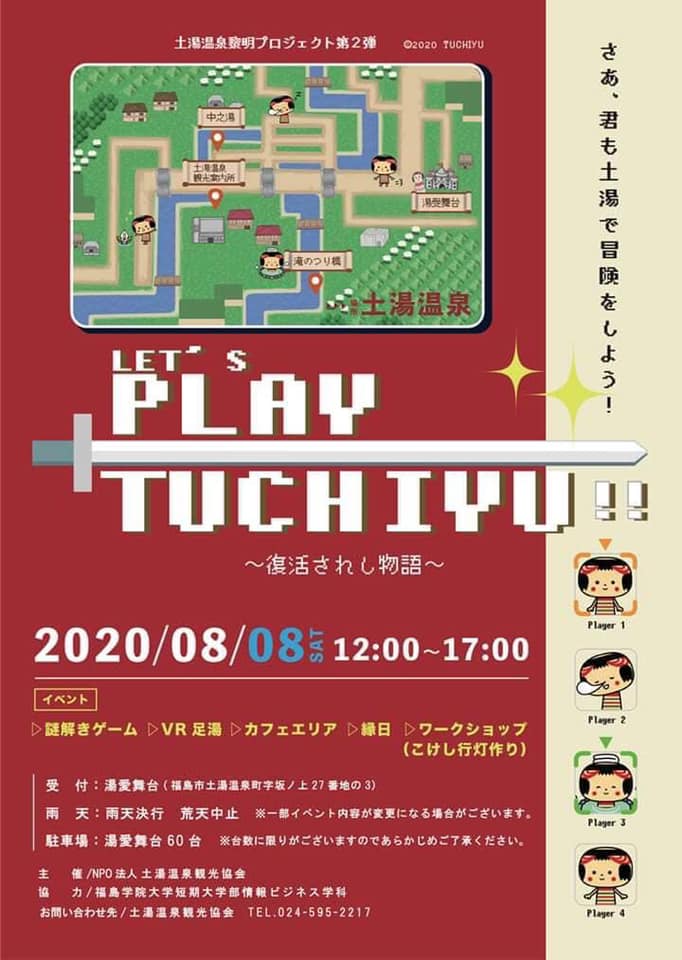 土湯温泉黎明プロジェクト第2弾 ©2020 TUCHIYU
さあ、君も土湯で冒険をしよう！
中之湯
土湯温泉
観光案内所
湯愛舞台
滝のつり橋
土湯温泉
LET'S
PLAY
TUCHIYU!!
～復活されし物語～
2020/08/08 SAT 12:00～17:00
イベント
▷謎解きゲーム ▷VR足湯 ▷カフェエリア ▷縁日 ▷ワークショップ
（こけし行灯作り）
受 付：湯愛舞台（福島市土湯温泉町字坂ノ上27番地の3）
雨 天：雨天決行 荒天中止 ※一部イベント内容が変更になる場合がございます。
駐車場：湯愛舞台60台 ※台数に限りがございますのであらかじめご了承ください。
主 催/NPO法人土湯温泉観光協会
協 力/福島学院大学短期大学部情報ビジネス学科
お問い合わせ先/土湯温泉観光協会 TEL.024-595-2217
Player 1
Player 2
Player 3
Player 4